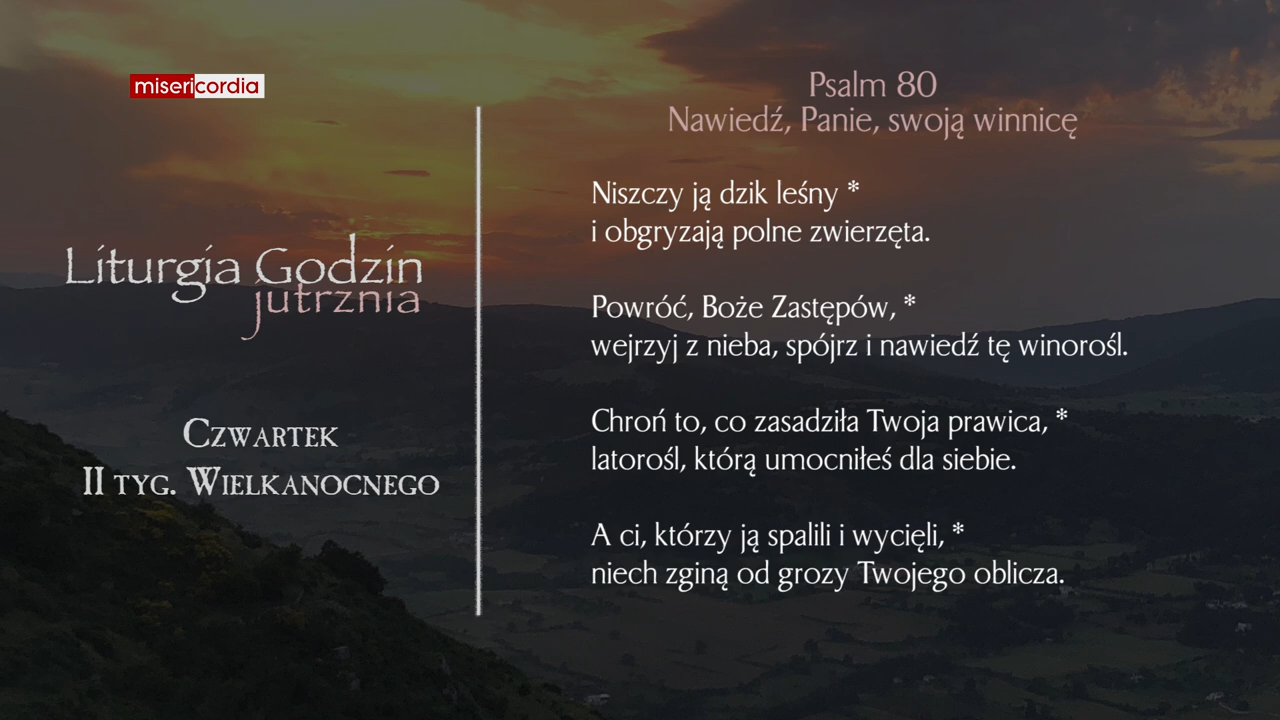 misericordia
Liturgia Godzin
jutrznia
Czwartek
II tyg. Wielkanocnego
Psalm 80
Nawiedź, Panie, swoją winnicę
Niszczy ją dzik leśny *
i obgryzają polne zwierzęta.
Powróć, Boże Zastępów, *
wejrzyj z nieba, spójrz i nawiedź tę winorośl.
Chroń to, co zasadziła Twoja prawica, *
latorośl, którą umocniłeś dla siebie.
A ci, którzy ją spalili i wycięli, *
niech zginą od grozy Twojego oblicza.